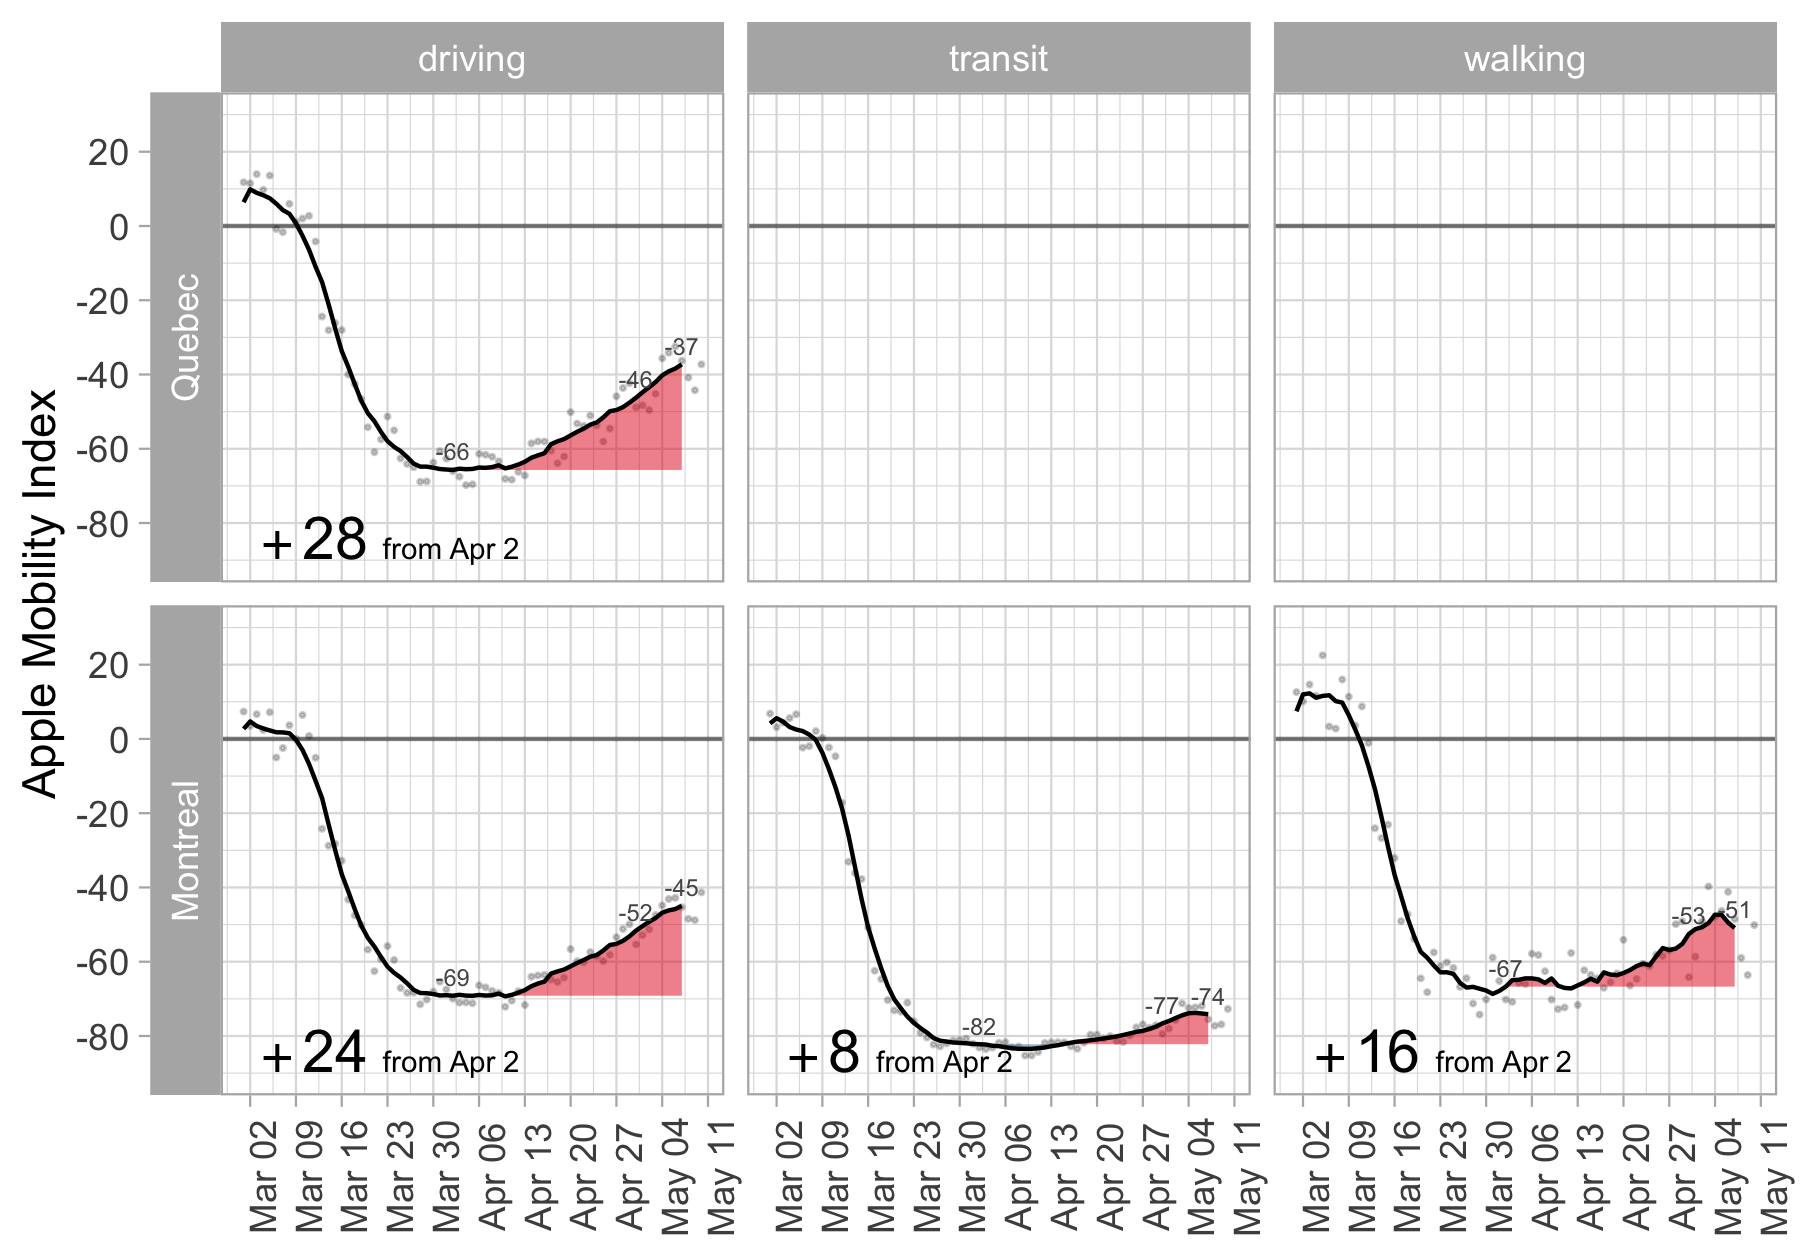 driving
transit
walking
Apple Mobility Index
Quebec
20
0
-20
-40
-60
-80
-66
-46
-37
+28 from Apr 2
Montreal
20
0
-20
-40
-60
-80
-69
-52
-45
+24 from Apr 2
-82
-77
-74
+8 from Apr 2
-67
-53
-51
+16 from Apr 2
Mar 02
Mar 09
Mar 16
Mar 23
Mar 30
Apr 06
Apr 13
Apr 20
Apr 27
May 04
May 11
Mar 02
Mar 09
Mar 16
Mar 23
Mar 30
Apr 06
Apr 13
Apr 20
Apr 27
May 04
May 11
Mar 02
Mar 09
Mar 16
Mar 23
Mar 30
Apr 06
Apr 13
Apr 20
Apr 27
May 04
May 11